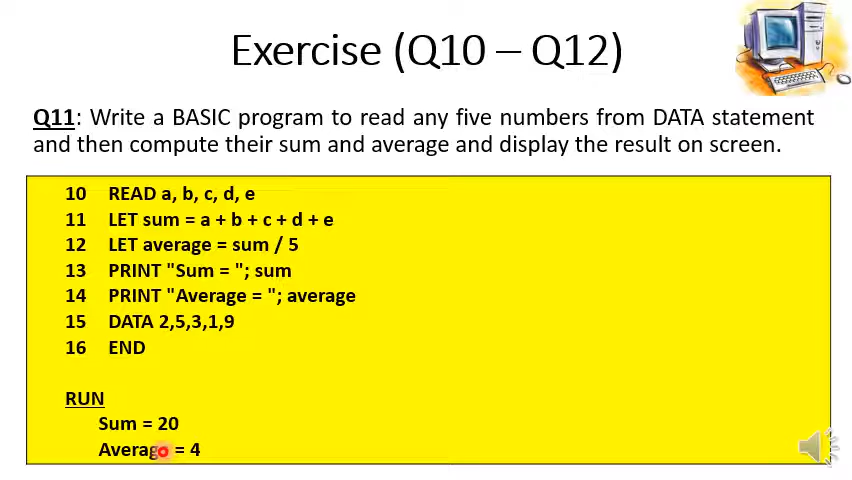 Exercise (Q10 – Q12)
Q11: Write a BASIC program to read any five numbers from DATA statement
and then compute their sum and average and display the result on screen.
10 READ a, b, c, d, e
11 LET sum = a + b + c + d + e
12 LET average = sum / 5
13 PRINT "Sum = "; sum
14 PRINT "Average = "; average
15 DATA 2,5,3,1,9
16 END
RUN
Sum = 20
Average = 4